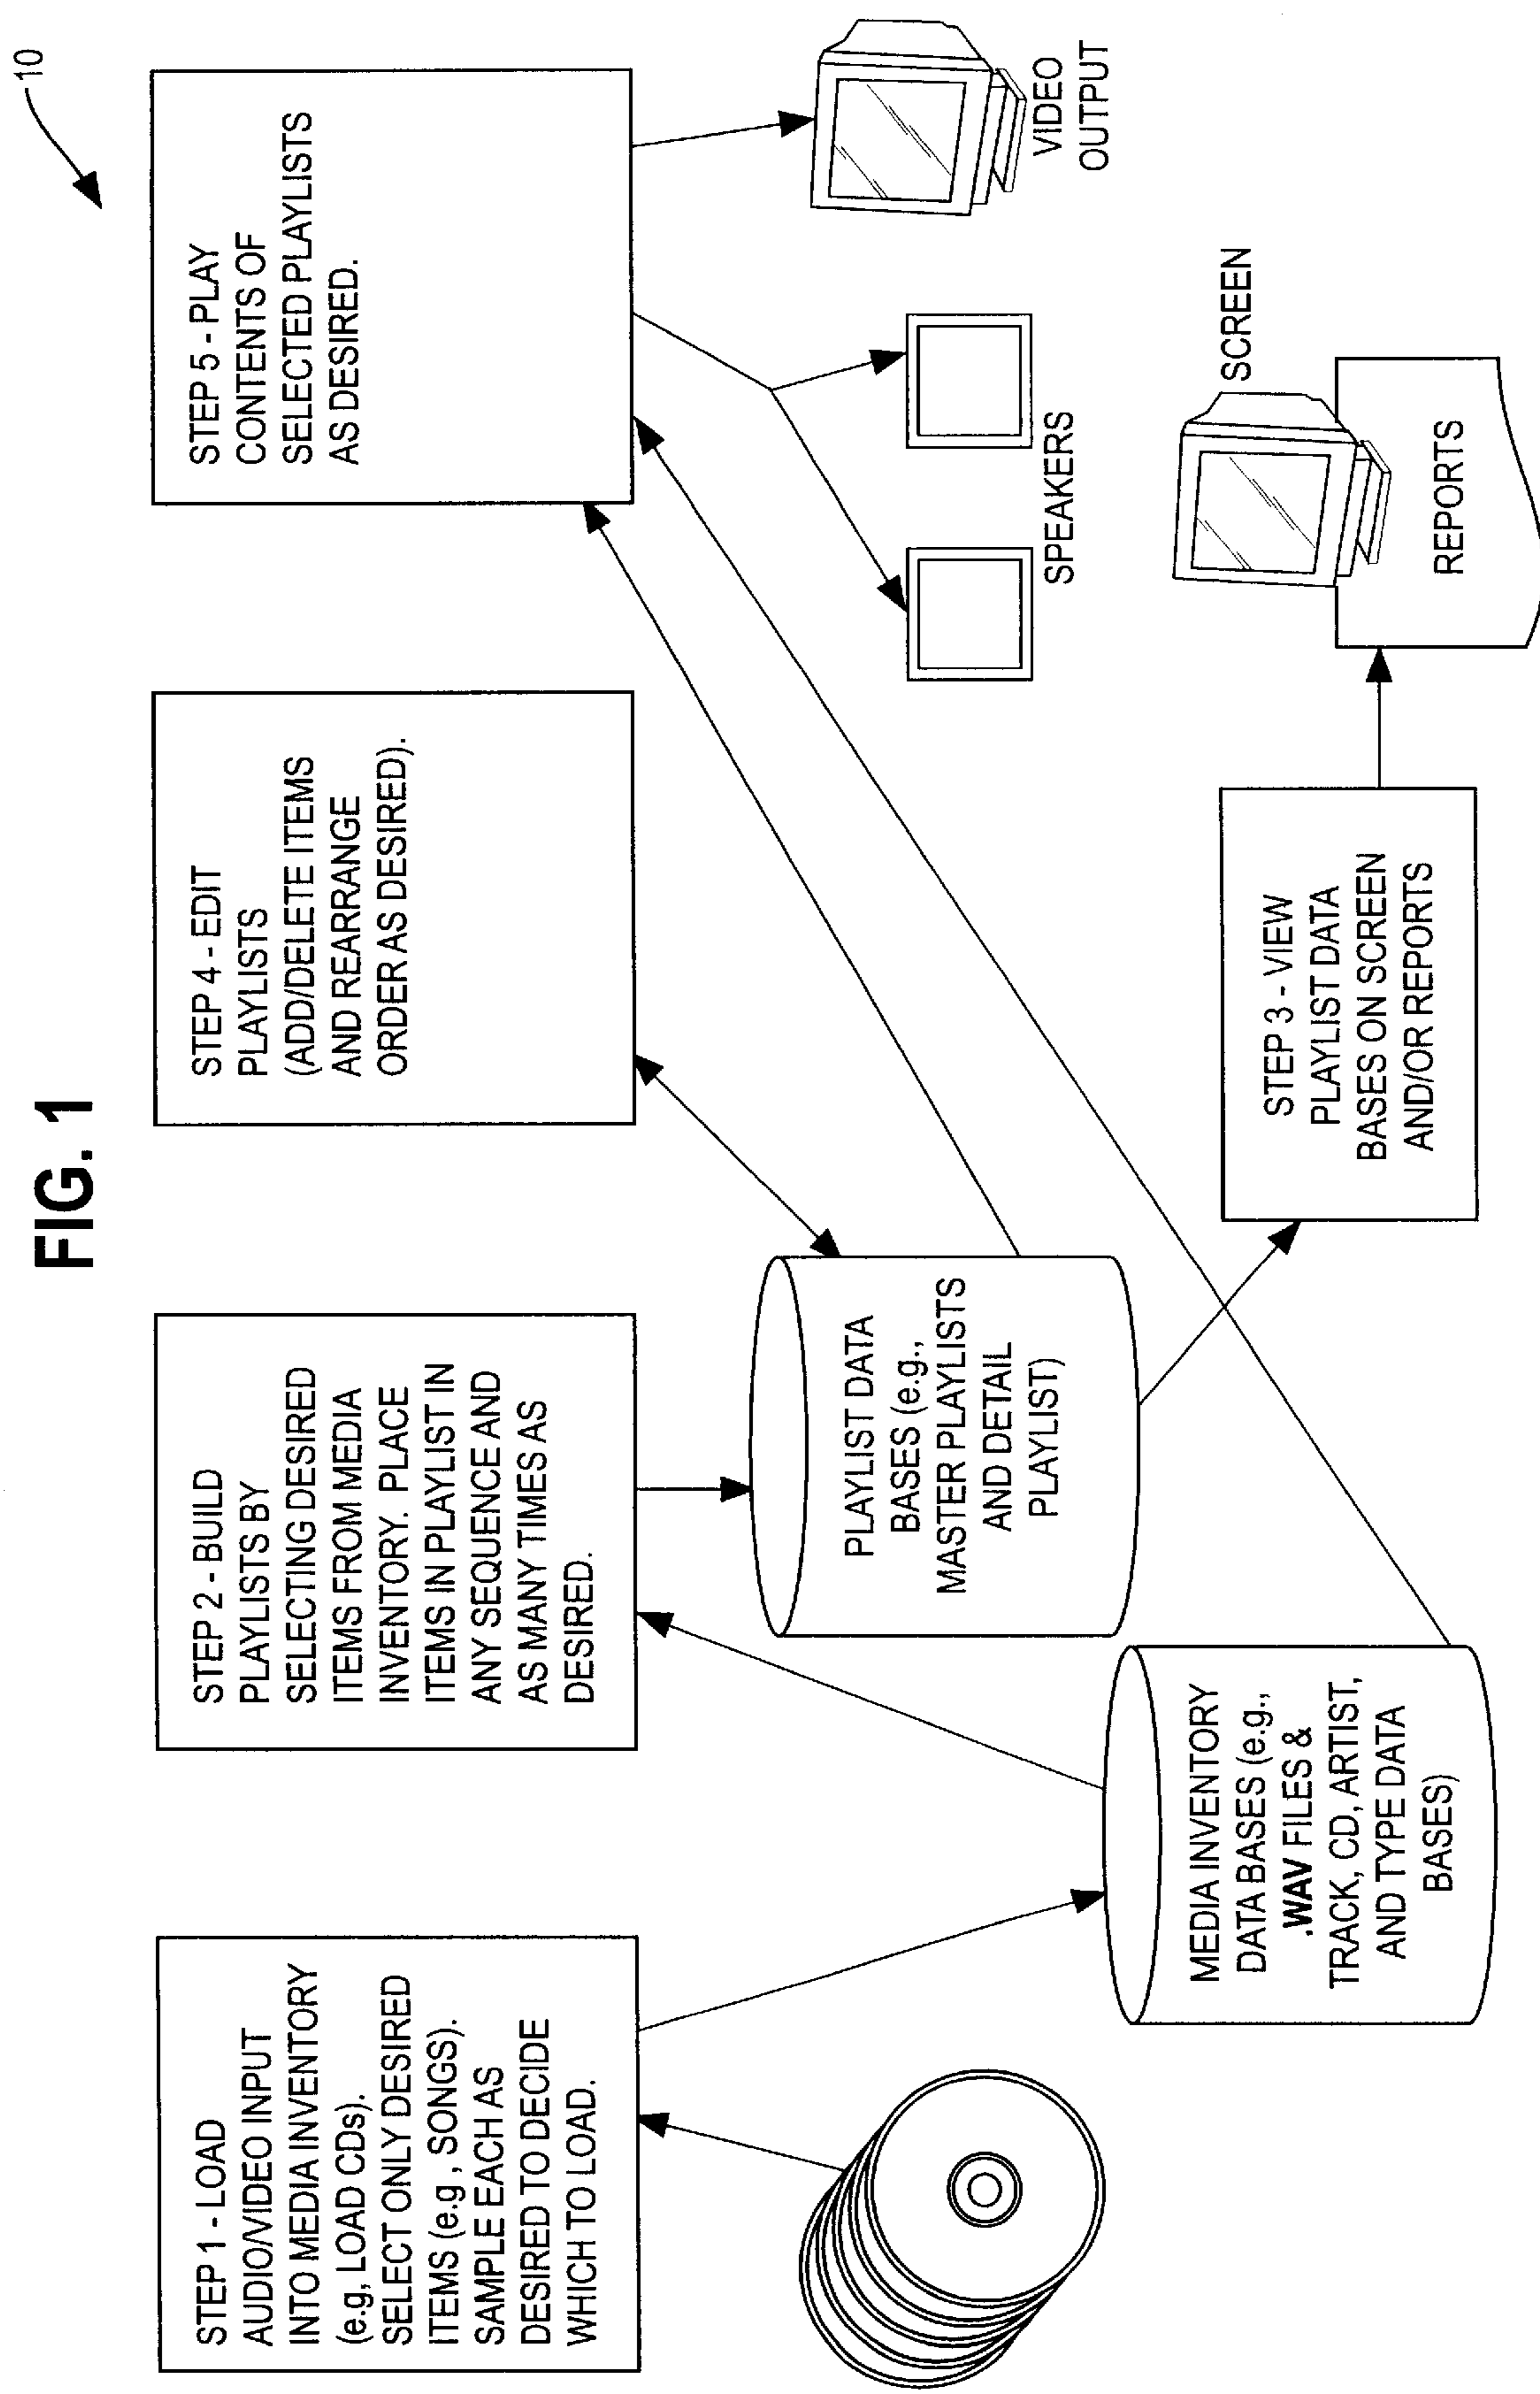 FIG. 1
10
STEP 1 - LOAD
AUDIO/VIDEO INPUT
INTO MEDIA INVENTORY
(e.g, LOAD CDs).
SELECT ONLY DESIRED
ITEMS (e.g., SONGS).
SAMPLE EACH AS
DESIRED TO DECIDE
WHICH TO LOAD.
STEP 2 - BUILD
PLAYLISTS BY
SELECTING DESIRED
ITEMS FROM MEDIA
INVENTORY. PLACE
ITEMS IN PLAYLIST IN
ANY SEQUENCE AND
AS MANY TIMES AS
DESIRED.
STEP 4 - EDIT
PLAYLISTS
(ADD/DELETE ITEMS
AND REARRANGE
ORDER AS DESIRED).
STEP 5 - PLAY
CONTENTS OF
SELECTED PLAYLISTS
AS DESIRED.
PLAYLIST DATA
BASES (e.g.,
MASTER PLAYLISTS
AND DETAIL
PLAYLIST)
SPEAKERS
VIDEO
OUTPUT
MEDIA INVENTORY
DATA BASES (e.g.,
.WAV FILES &
TRACK, CD, ARTIST,
AND TYPE DATA
BASES)
STEP 3 - VIEW
PLAYLIST DATA
BASES ON SCREEN
AND/OR REPORTS
SCREEN
REPORTS